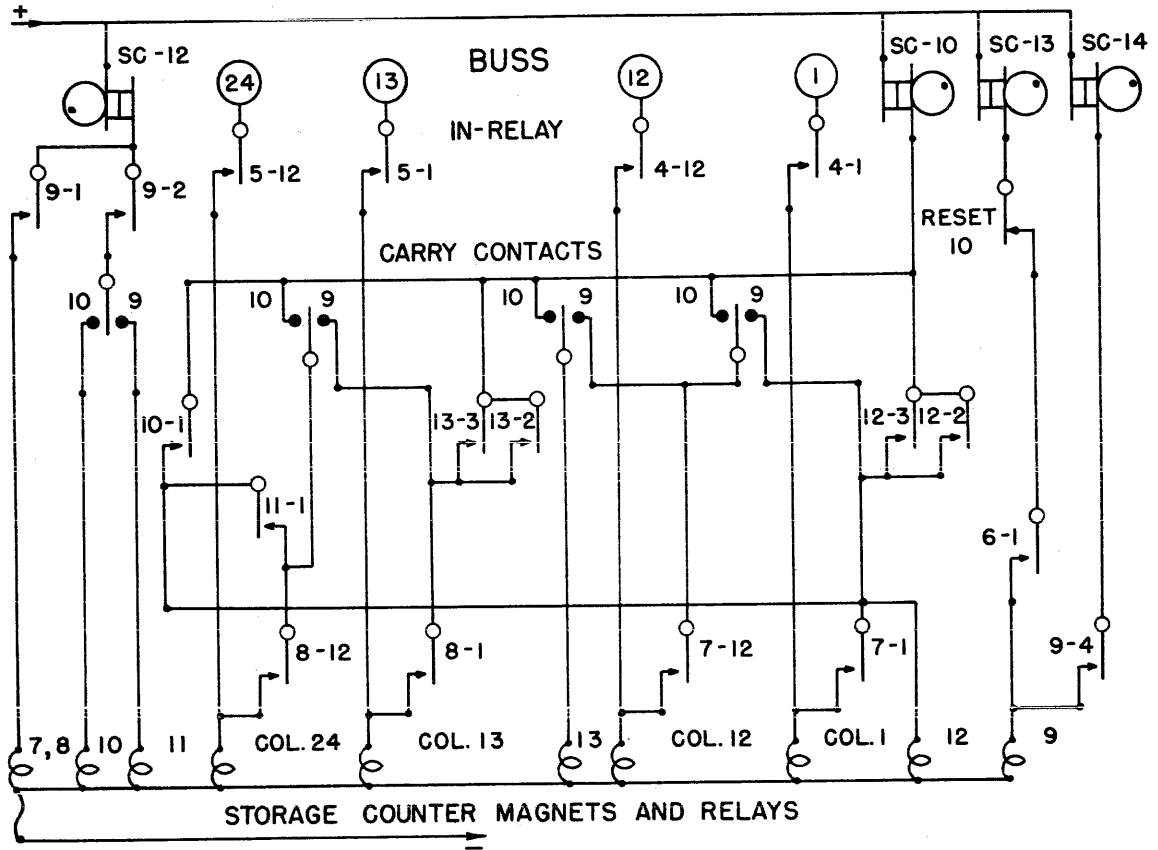 +
SC-12
SC-10
SC-13
SC-14
24
13
BUSS
12
1
IN-RELAY
9-1
9-2
5-12
5-1
4-12
4-1
RESET
10
CARRY CONTACTS
10 9
10 9
10 9
10 9
10-1
13-3
13-2
12-3
12-2
11-1
6-1
8-12
8-1
7-12
7-1
9-4
7,8
10
11
COL. 24
COL. 13
13
COL. 12
COL. 1
12
9
STORAGE COUNTER MAGNETS AND RELAYS
−